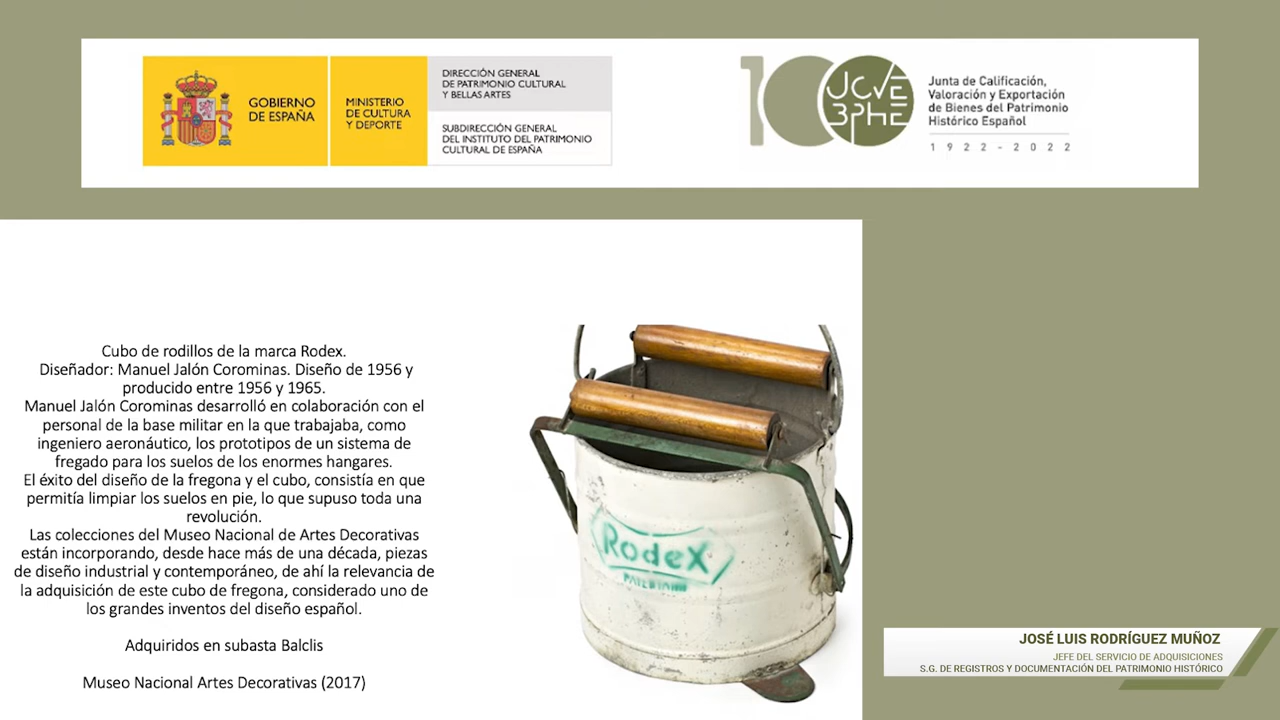 GOBIERNO
DE ESPAÑA
MINISTERIO
DE CULTURA
Y DEPORTE
DIRECCIÓN GENERAL
DE PATRIMONIO CULTURAL
Y BELLAS ARTES
SUBDIRECCIÓN GENERAL
DEL INSTITUTO DEL PATRIMONIO
CULTURAL DE ESPAÑA
100
JCVE
BPHE
Junta de Calificación,
Valoración y Exportación
de Bienes del Patrimonio
Histórico Español
1922-2022
Cubo de rodillos de la marca Rodex.
Diseñador: Manuel Jalón Corominas. Diseño de 1956 y
producido entre 1956 y 1965.
Manuel Jalón Corominas desarrolló en colaboración con el
personal de la base militar en la que trabajaba, como
ingeniero aeronáutico, los prototipos de un sistema de
fregado para los suelos de los enormes hangares.
El éxito del diseño de la fregona y el cubo, consistía en que
permitía limpiar los suelos en pie, lo que supuso toda una
revolución.
Las colecciones del Museo Nacional de Artes Decorativas
están incorporando, desde hace más de una década, piezas
de diseño industrial y contemporáneo, de ahí la relevancia de
la adquisición de este cubo de fregona, considerado uno de
los grandes inventos del diseño español.
Adquiridos en subasta Balclis
Museo Nacional Artes Decorativas (2017)
Rodex
JOSÉ LUIS RODRÍGUEZ MUÑOZ
JEFE DEL SERVICIO DE ADQUISICIONES
S.G. DE REGISTROS Y DOCUMENTACIÓN DEL PATRIMONIO HISTÓRICO